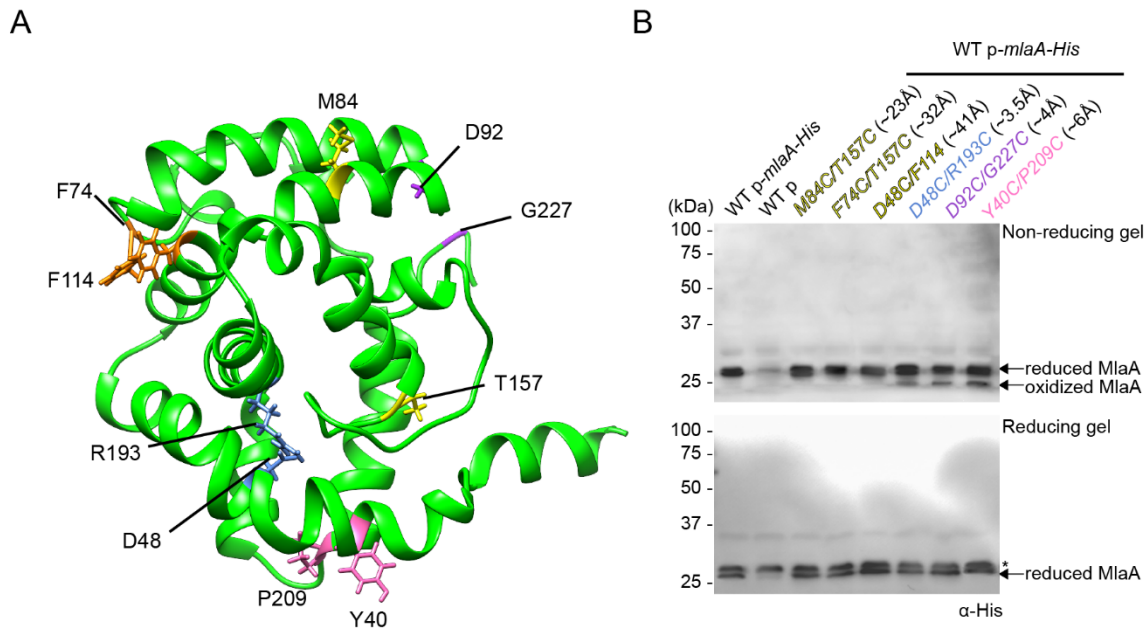 A
M84
D92
F74
G227
F114
T157
R193
D48
P209
Y40
B
WT p-mlaA-His
WT p-mlaA-His
WT p
M84C/T157C (~23Å)
F74C/T157C (~32Å)
D48C/F114 (~41Å)
D48C/R193C (~3.5Å)
D92C/G227C (~4Å)
Y40C/P209C (~6Å)
(kDa)
100 -
75 -
50 -
37 -
25 -
Non-reducing gel
reduced MlaA
oxidized MlaA
100 -
75 -
50 -
37 -
25 -
Reducing gel
*
reduced MlaA
α-His